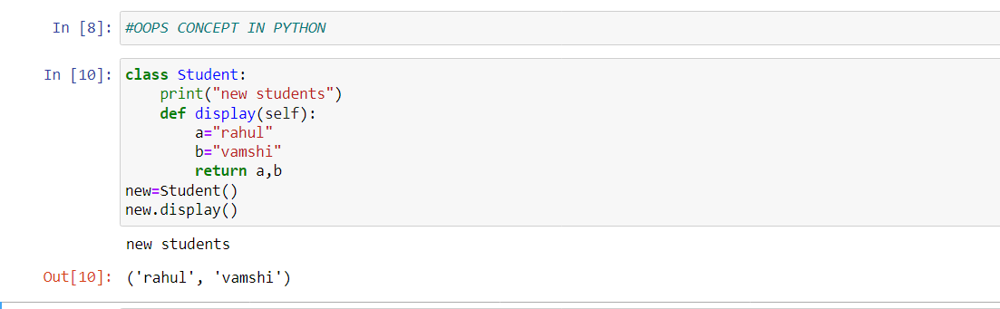 In [8]: #OOPS CONCEPT IN PYTHON
In [10]: class Student:
    print("new students")
    def display(self):
        a="rahul"
        b="vamshi"
        return a,b
new=Student()
new.display()
new students
Out[10]: ('rahul', 'vamshi')